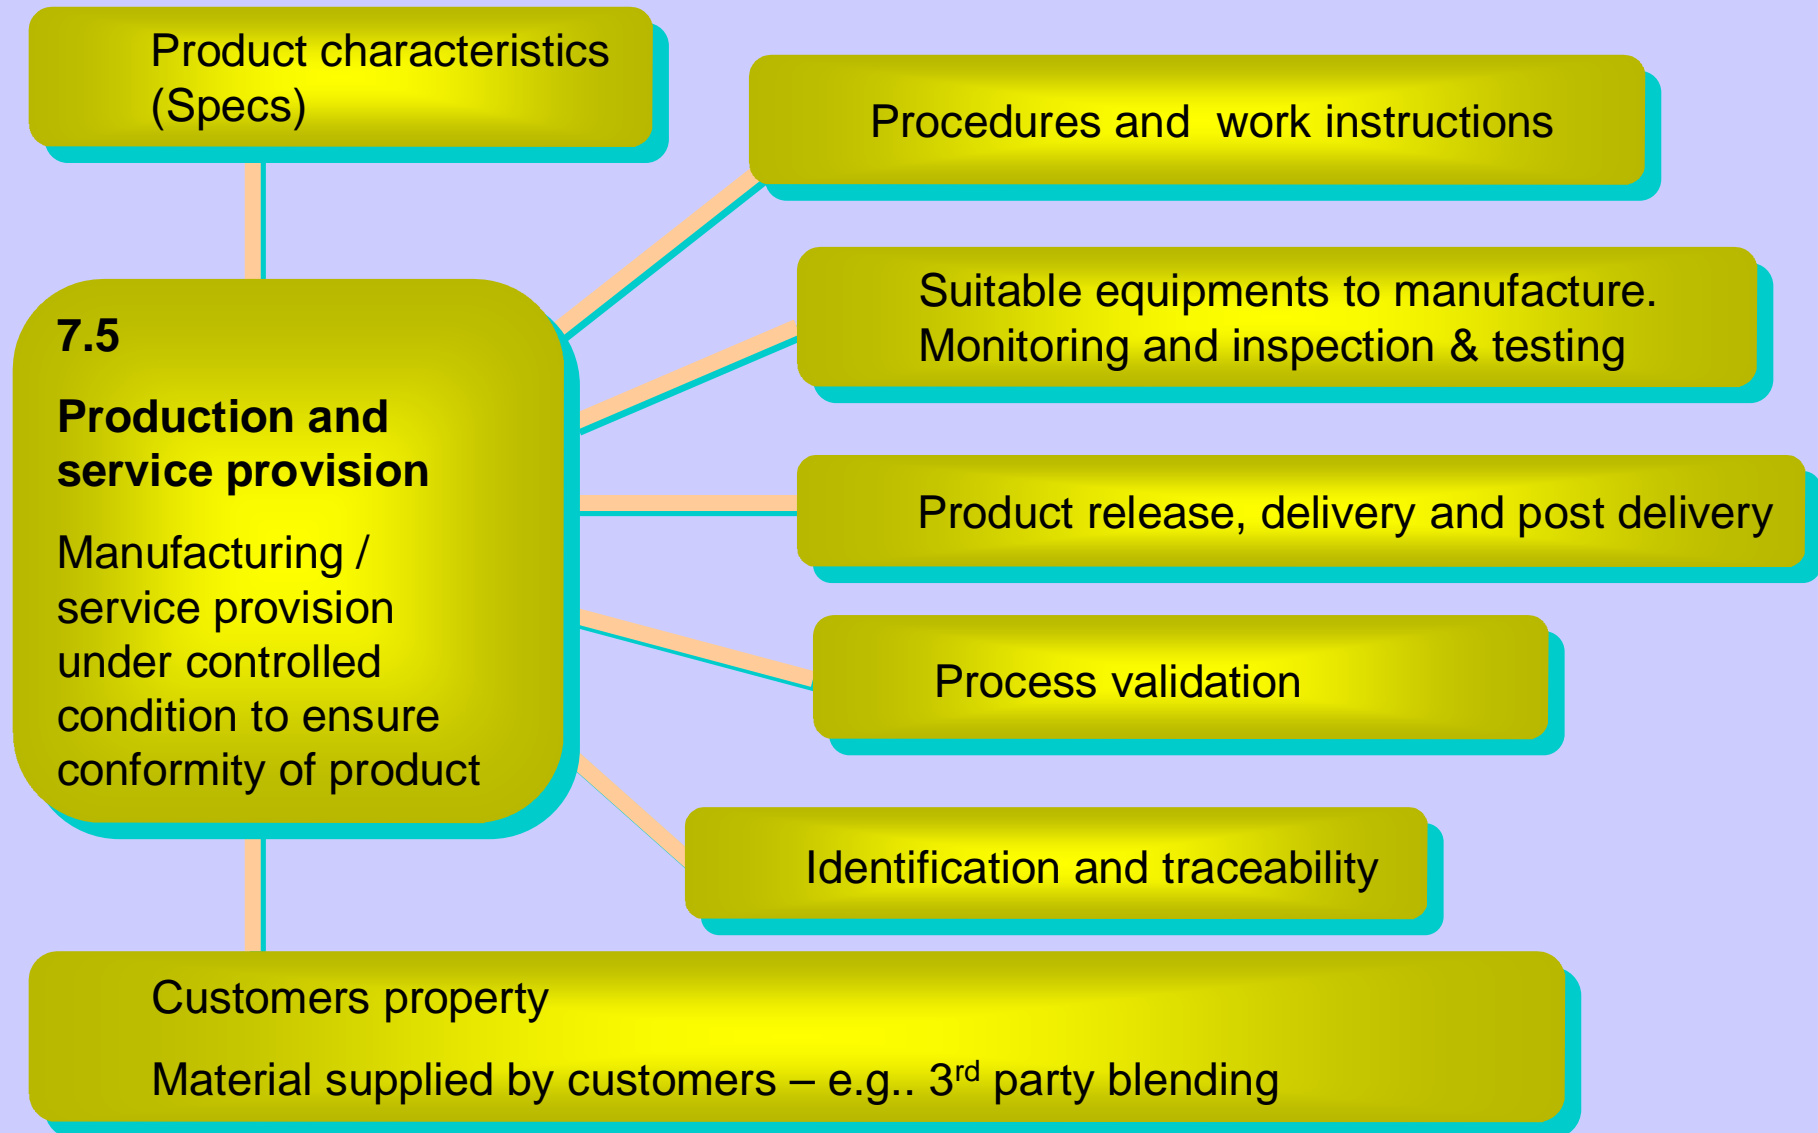 Product characteristics
(Specs)
Procedures and  work instructions
Suitable equipments to manufacture.
Monitoring and inspection & testing
7.5
Production and
service provision
Manufacturing /
service provision
under controlled
condition to ensure
conformity of product
Product release, delivery and post delivery
Process validation
Identification and traceability
Customers property
Material supplied by customers – e.g.. 3rd party blending